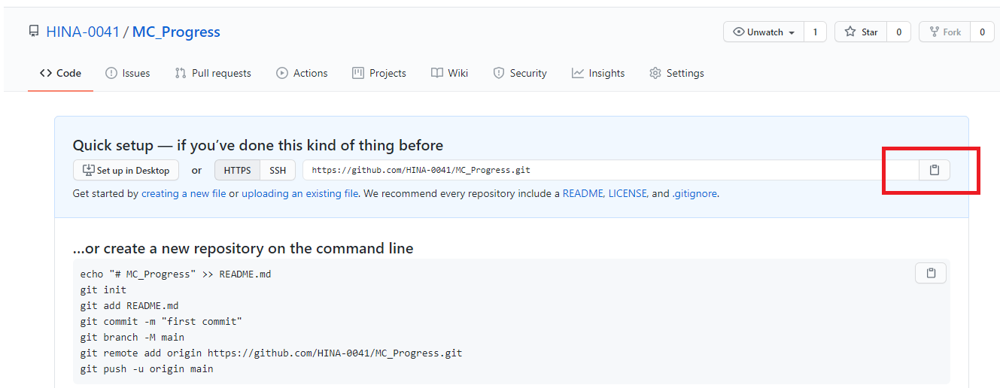 HINA-0041 / MC_Progress
Unwatch 1 Star 0 Fork 0
Code Issues Pull requests Actions Projects Wiki Security Insights Settings
Quick setup — if you’ve done this kind of thing before
Set up in Desktop or HTTPS SSH https://github.com/HINA-0041/MC_Progress.git
Get started by creating a new file or uploading an existing file. We recommend every repository include a README, LICENSE, and .gitignore.
...or create a new repository on the command line
echo "# MC_Progress" >> README.md
git init
git add README.md
git commit -m "first commit"
git branch -M main
git remote add origin https://github.com/HINA-0041/MC_Progress.git
git push -u origin main